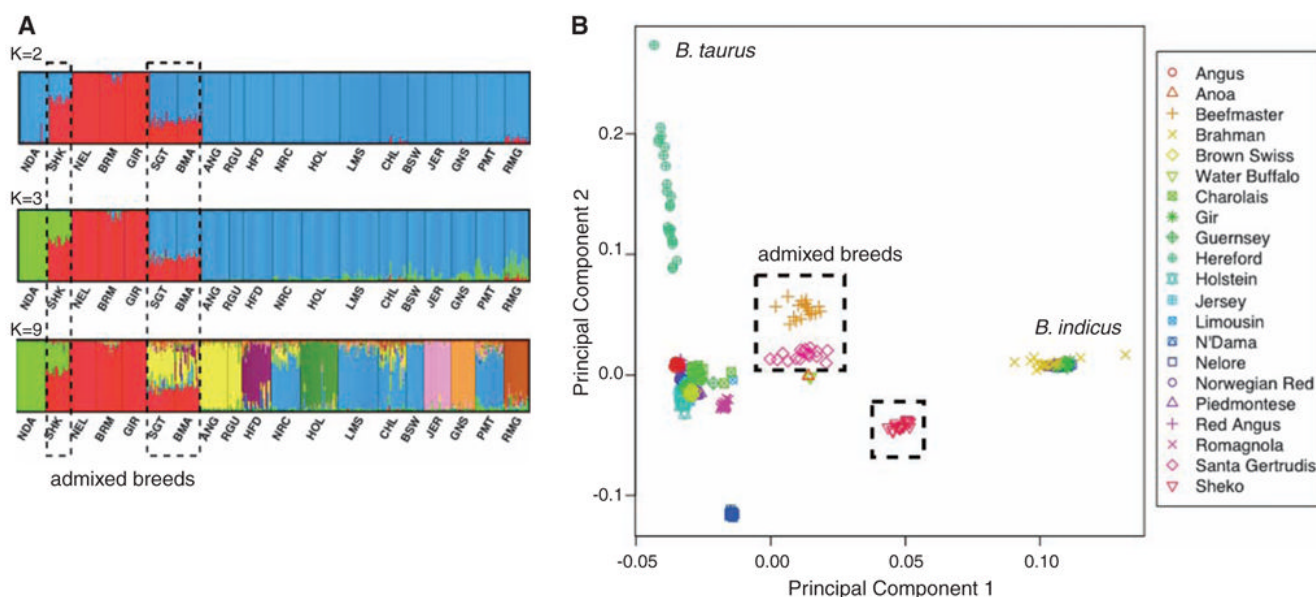 A
K=2
NDA SHK NEL BRM GIR SGT BMA ANG RGU HFD NRC HOL LMS CHL BSW JER GNS PMT RMG
K=3
NDA SHK NEL BRM GIR SGT BMA ANG RGU HFD NRC HOL LMS CHL BSW JER GNS PMT RMG
K=9
NDA SHK NEL BRM GIR SGT BMA ANG RGU HFD NRC HOL LMS CHL BSW JER GNS PMT RMG
admixed breeds
B
B. taurus
admixed breeds
B. indicus
Principal Component 2
0.2
0.1
0.0
-0.1
-0.05 0.00 0.05 0.10
Principal Component 1
Angus
Anoa
Beefmaster
Brahman
Brown Swiss
Water Buffalo
Charolais
Gir
Guernsey
Hereford
Holstein
Jersey
Limousin
N'Dama
Nelore
Norwegian Red
Piedmontese
Red Angus
Romagnola
Santa Gertrudis
Sheko